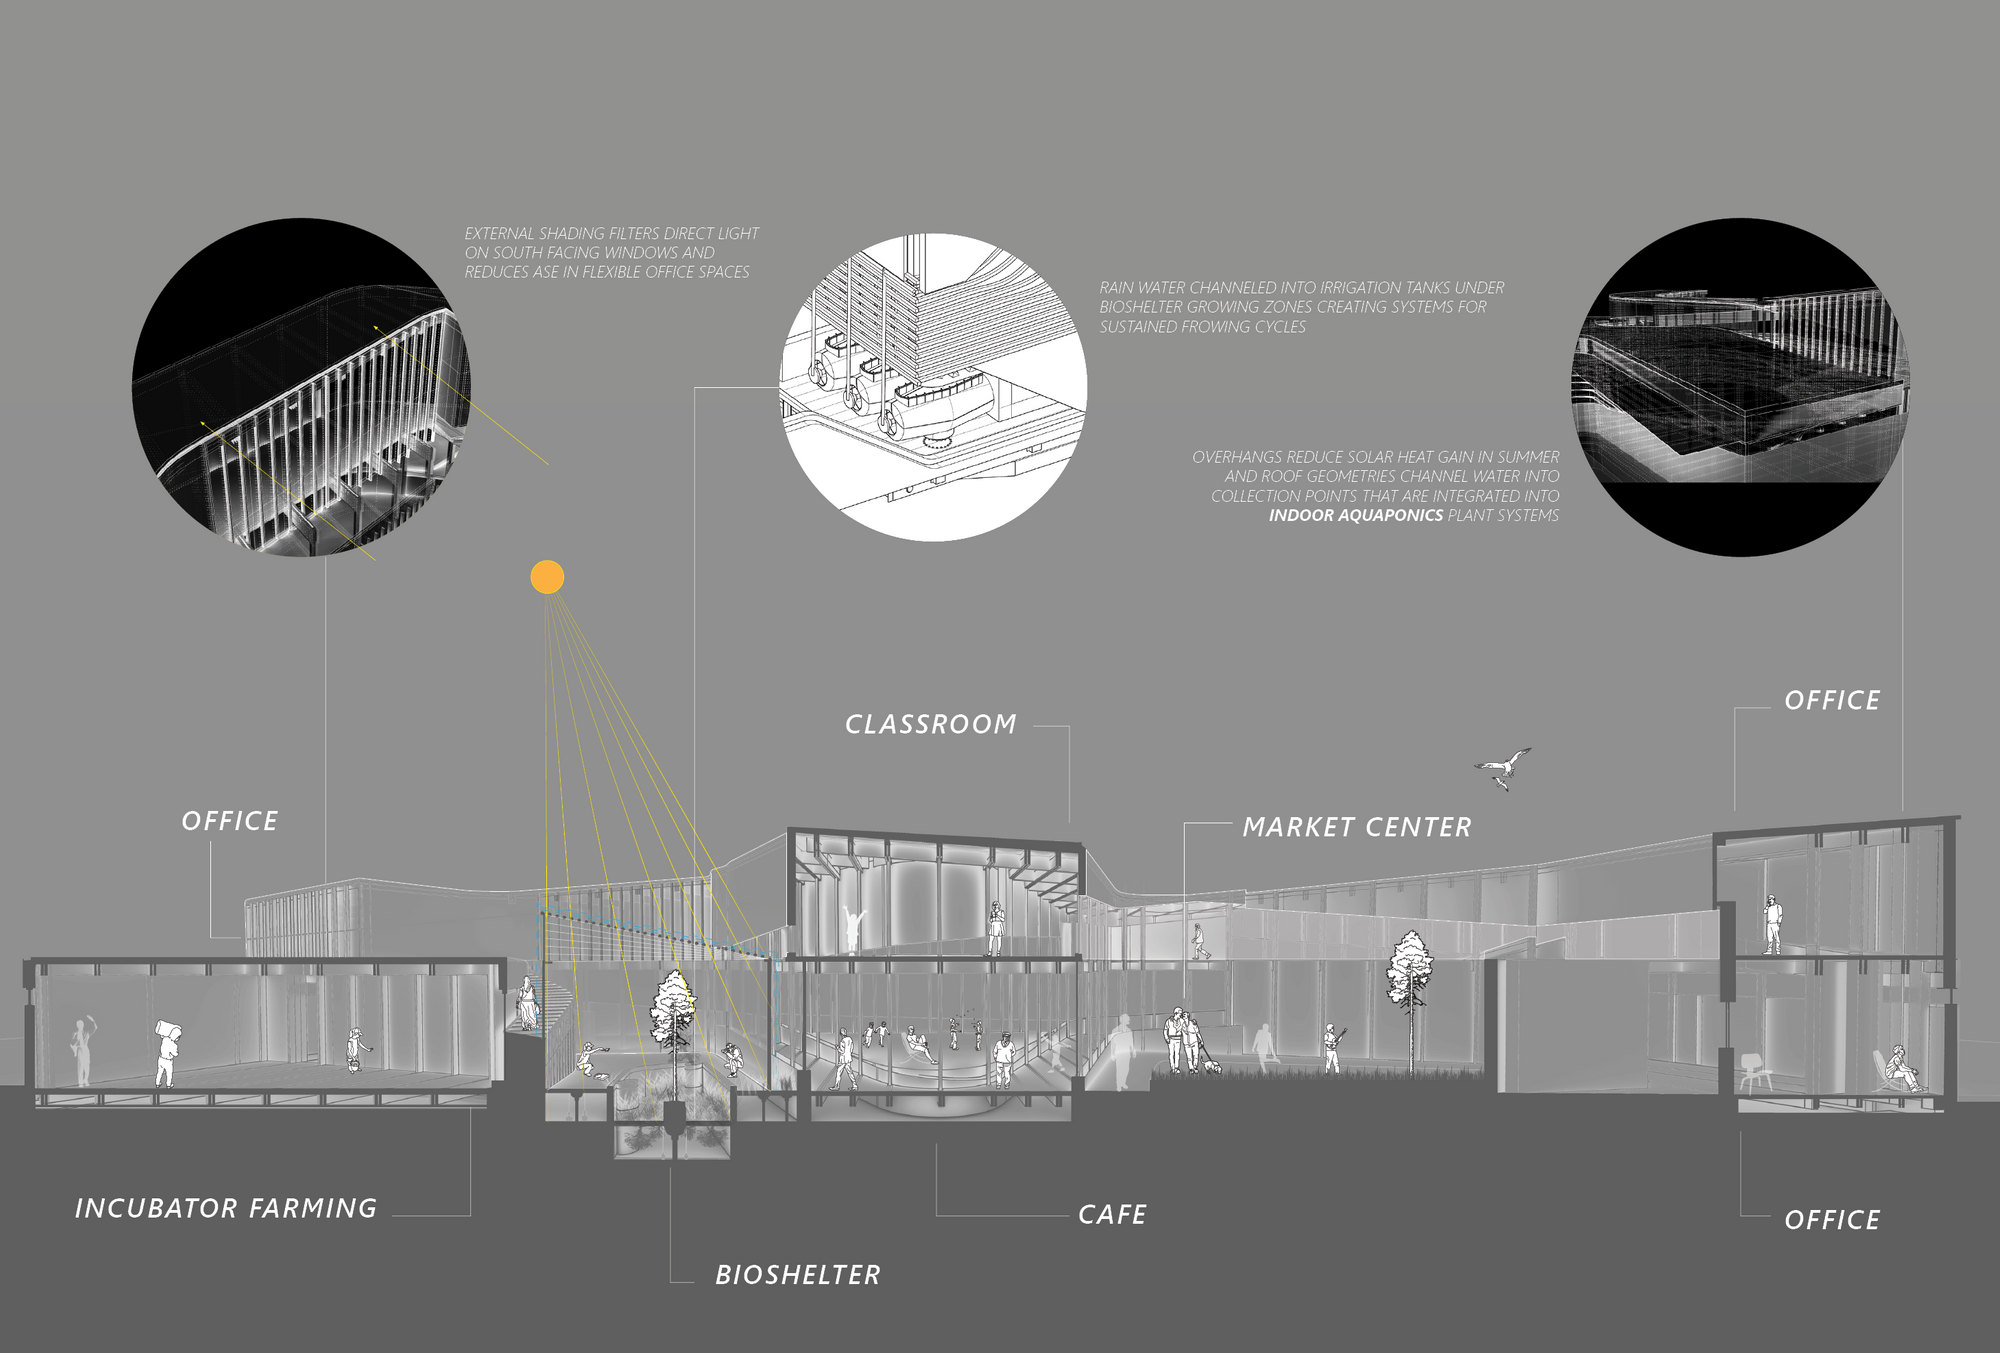 EXTERNAL SHADING FILTERS DIRECT LIGHT
ON SOUTH FACING WINDOWS AND
REDUCES ASE IN FLEXIBLE OFFICE SPACES
RAIN WATER CHANNELED INTO IRRIGATION TANKS UNDER
BIOSHELTER GROWING ZONES CREATING SYSTEMS FOR
SUSTAINED FROWING CYCLES
OVERHANGS REDUCE SOLAR HEAT GAIN IN SUMMER
AND ROOF GEOMETRIES CHANNEL WATER INTO
COLLECTION POINTS THAT ARE INTEGRATED INTO
INDOOR AQUAPONICS PLANT SYSTEMS
OFFICE
CLASSROOM
OFFICE
MARKET CENTER
INCUBATOR FARMING
CAFE
OFFICE
BIOSHELTER